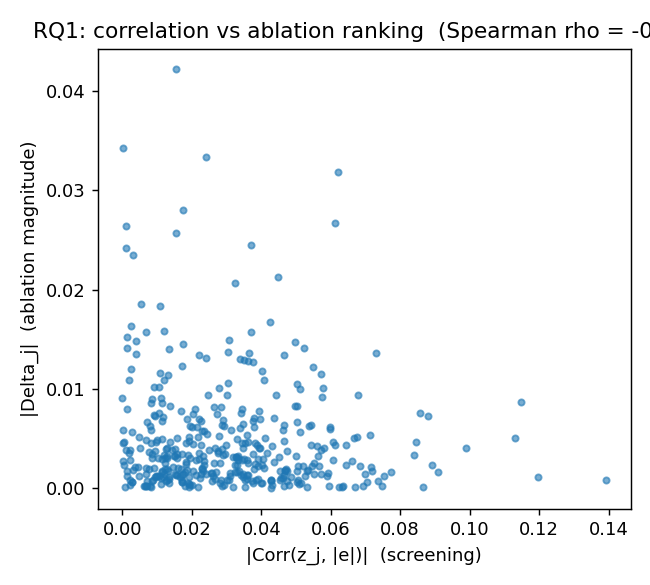 RQ1: correlation vs ablation ranking (Spearman rho = -0
|Delta_j| (ablation magnitude)
0.04
0.03
0.02
0.01
0.00
0.00 0.02 0.04 0.06 0.08 0.10 0.12 0.14
|Corr(z_j, |e|)| (screening)